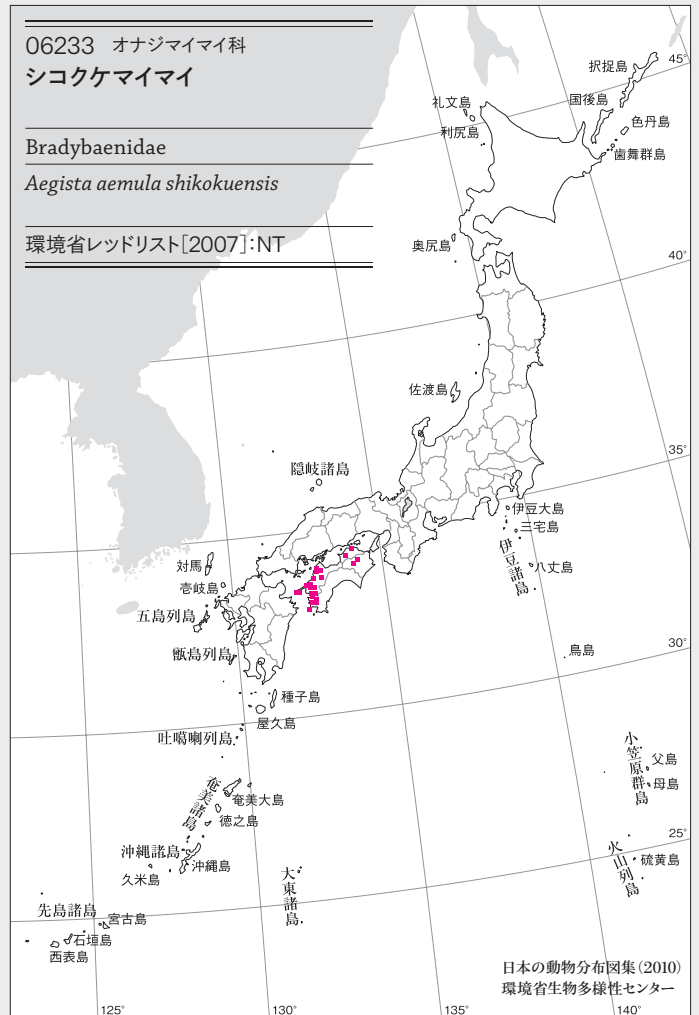 06233 オナジマイマイ科
シコクケマイマイ
Bradybaenidae
Aegista aemula shikokuensis
環境省レッドリスト[2007]:NT
択捉島
45°
礼文島
国後島
利尻島
色丹島
歯舞群島
奥尻島
40°
佐渡島
35°
隠岐諸島
伊豆大島
三宅島
伊豆諸島
八丈島
対馬
壱岐島
五島列島
甑島列島
鳥島
30°
種子島
屋久島
吐噶喇列島
小笠原群島
父島
母島
奄美諸島
奄美大島
徳之島
25°
沖縄諸島
沖縄島
久米島
大東諸島
火山列島
硫黄島
先島諸島
宮古島
石垣島
西表島
日本の動物分布図集(2010)
環境省生物多様性センター
125°
130°
135°
140°